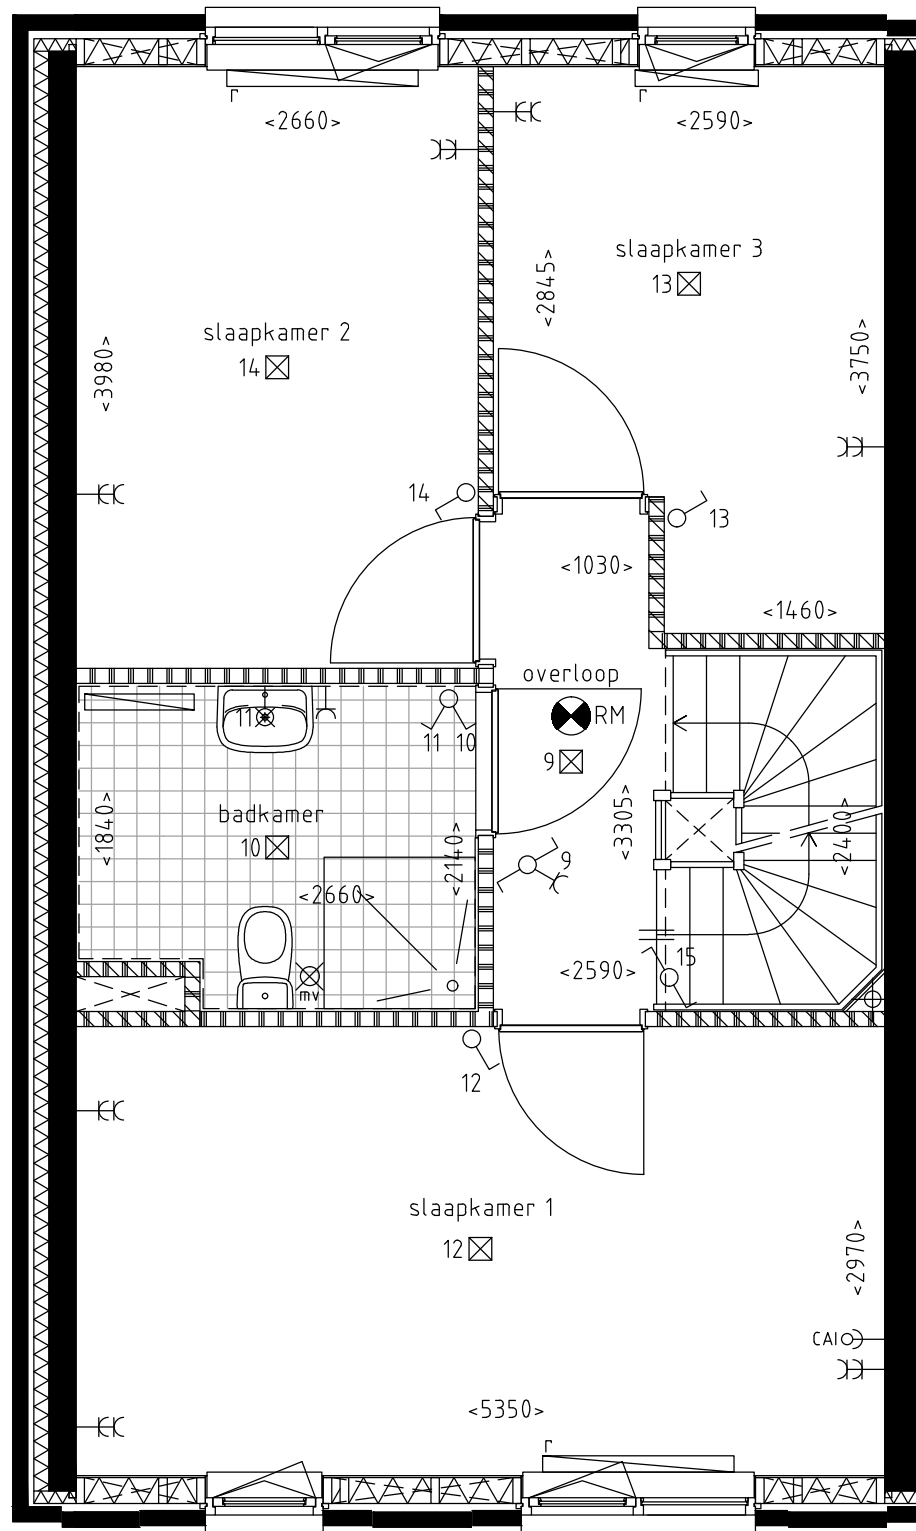 r
r
<2660>
<2590>
slaapkamer 3
13
<2845>
slaapkamer 2
14
<3980>
<3750>
14
13
<1030>
<1460>
overloop
RM
9
11
11
10
badkamer
10
<1840>
<2140>
<3305>
<2400>
9
<2660>
<2590>
15
mv
12
slaapkamer 1
12
<2970>
CAI
<5350>
r